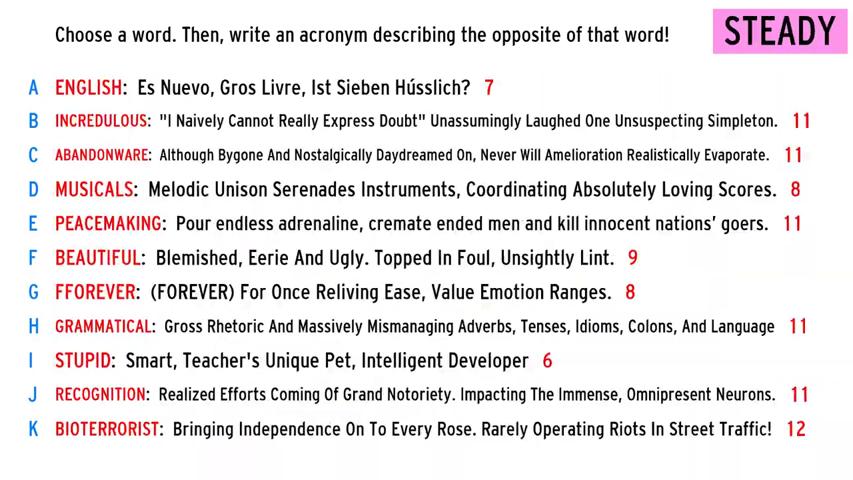 Choose a word. Then, write an acronym describing the opposite of that word!
STEADY
A ENGLISH: Es Nuevo, Gros Livre, Ist Sieben Hússlich? 7
B INCREDULOUS: "I Naively Cannot Really Express Doubt" Unassumingly Laughed One Unsuspecting Simpleton. 11
C ABANDONWARE: Although Bygone And Nostalgically Daydreamed On, Never Will Amelioration Realistically Evaporate. 11
D MUSICALS: Melodic Unison Serenades Instruments, Coordinating Absolutely Loving Scores. 8
E PEACEMAKING: Pour endless adrenaline, cremate ended men and kill innocent nations’ goers. 11
F BEAUTIFUL: Blemished, Eerie And Ugly. Topped In Foul, Unsightly Lint. 9
G FFOREVER: (FOREVER) For Once Reliving Ease, Value Emotion Ranges. 8
H GRAMMATICAL: Gross Rhetoric And Massively Mismanaging Adverbs, Tenses, Idioms, Colons, And Language 11
I STUPID: Smart, Teacher's Unique Pet, Intelligent Developer 6
J RECOGNITION: Realized Efforts Coming Of Grand Notoriety. Impacting The Immense, Omnipresent Neurons. 11
K BIOTERRORIST: Bringing Independence On To Every Rose. Rarely Operating Riots In Street Traffic! 12